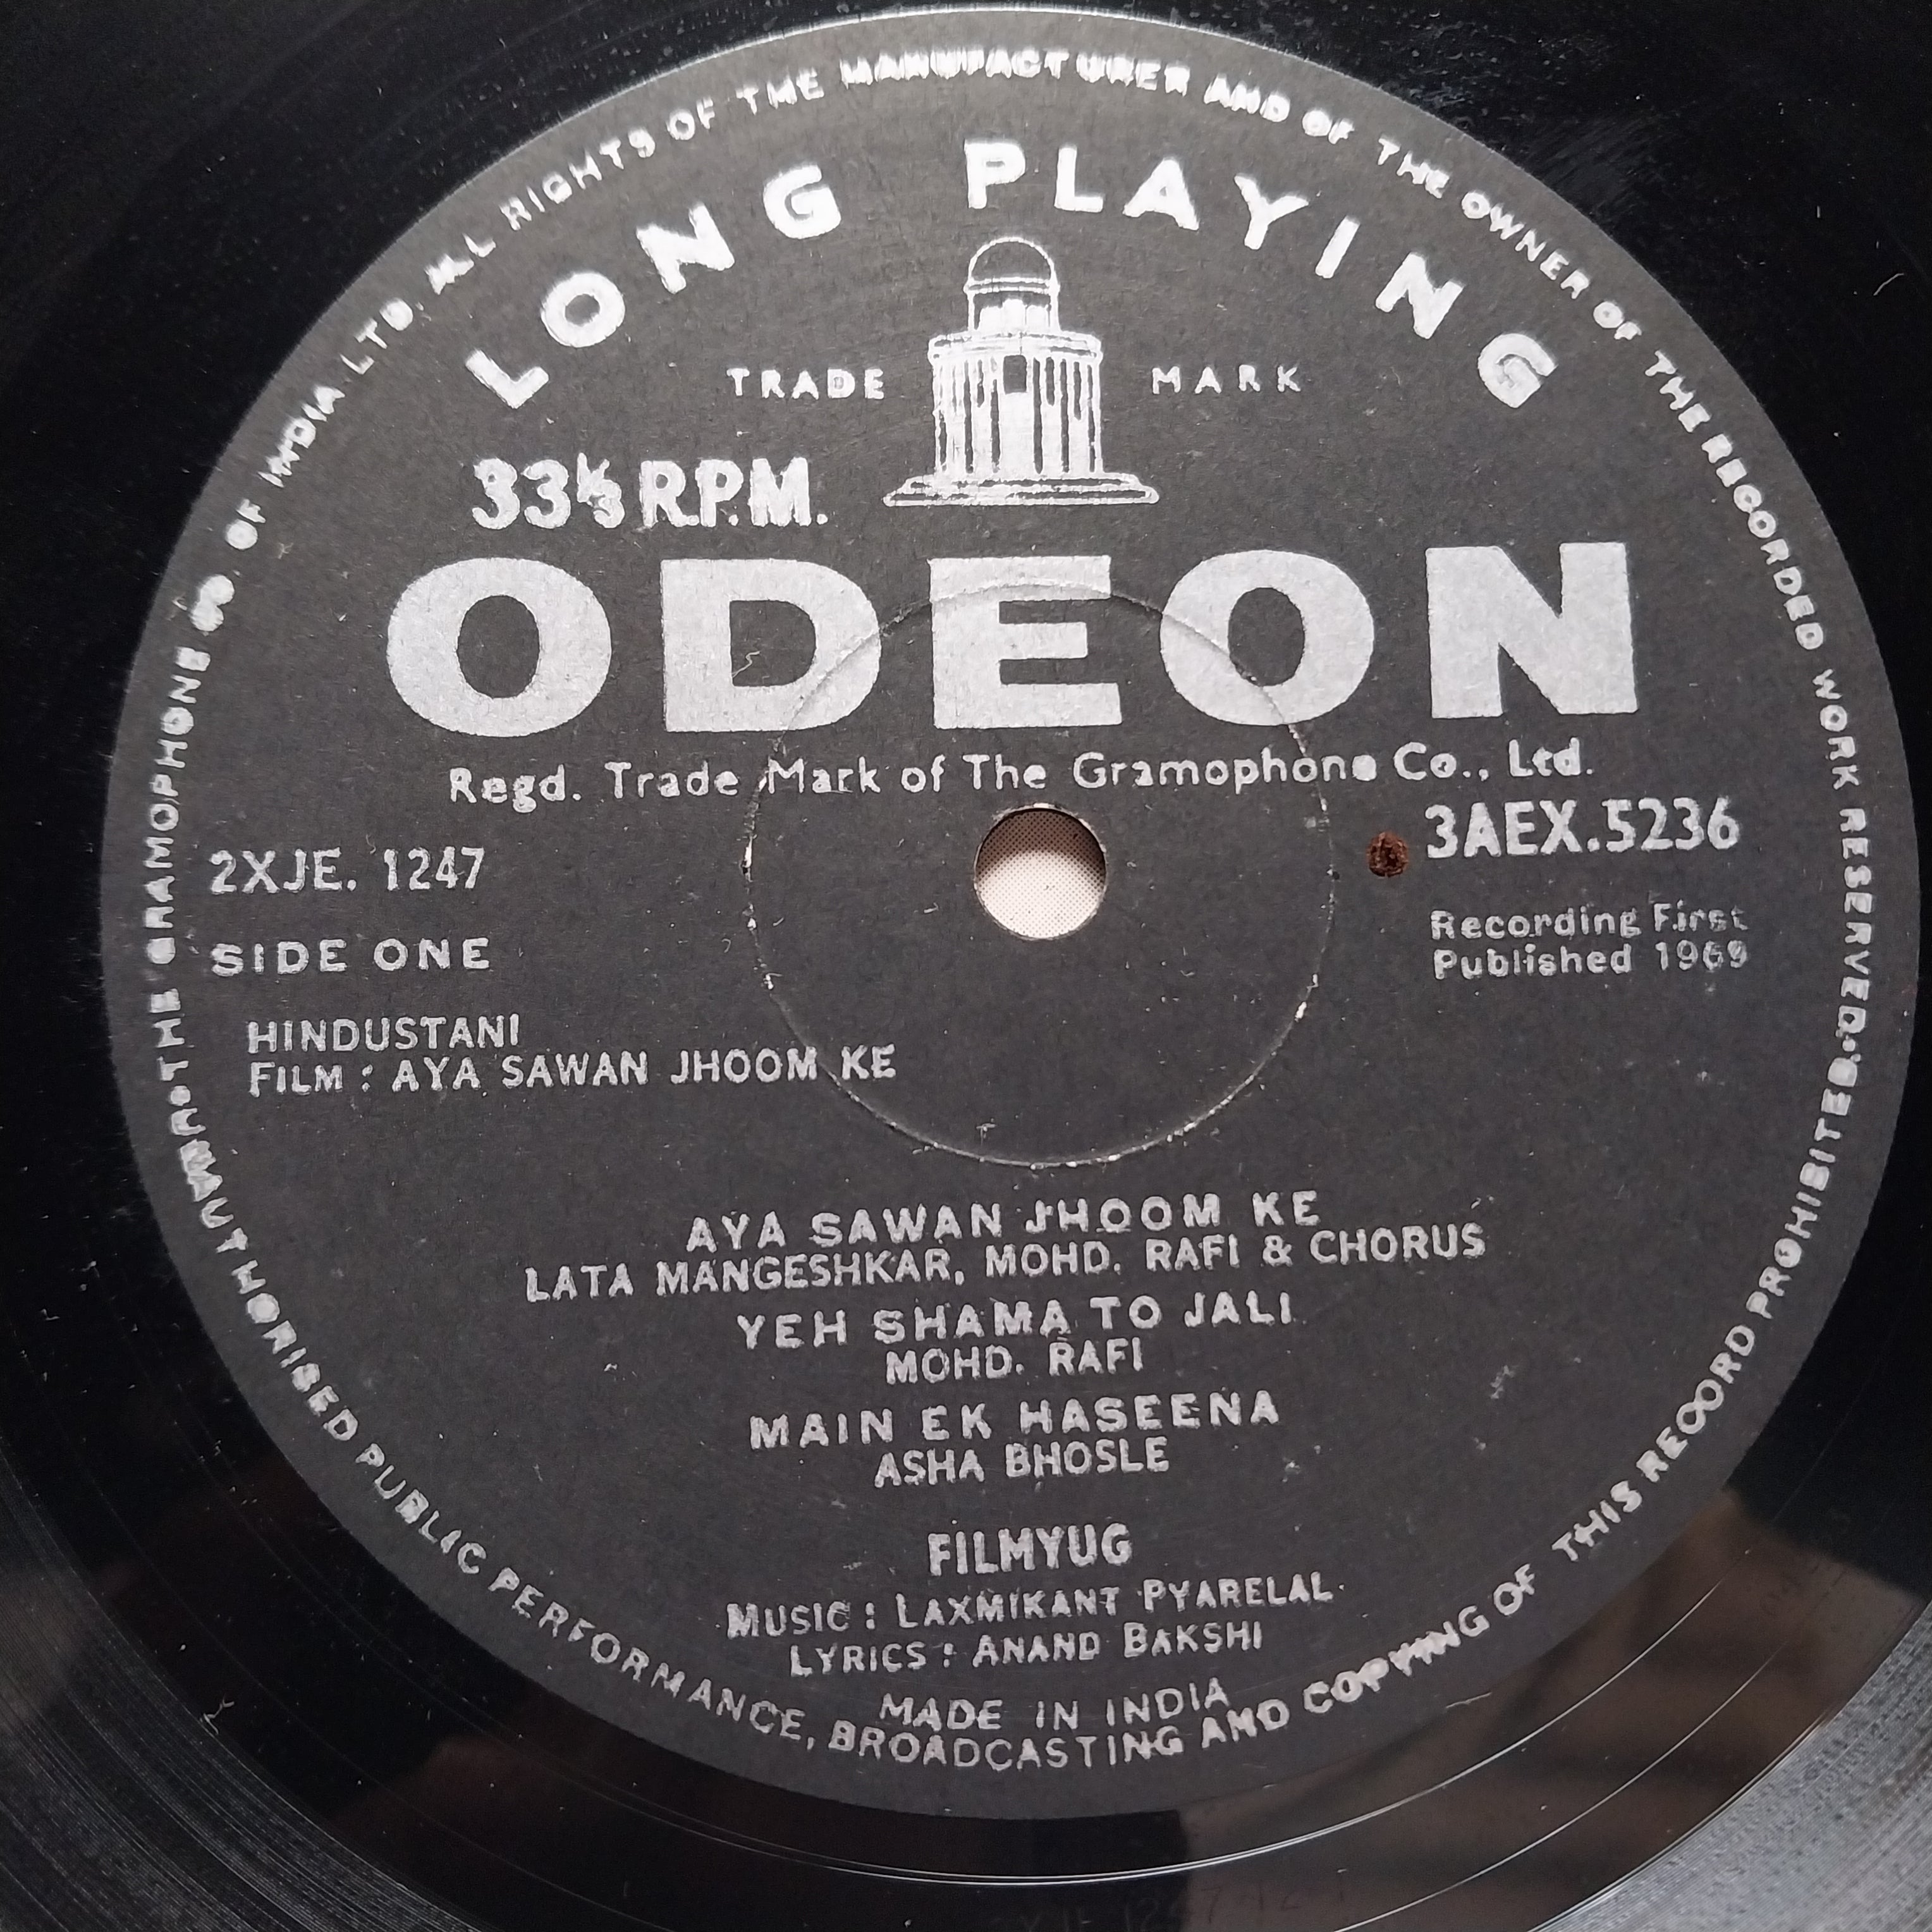 THE GRAMOPHONE CO. OF INDIA LTD. ALL RIGHTS OF THE MANUFACTURER AND OF THE OWNER OF THE RECORDED WORK RESERVED.
UNAUTHORISED PUBLIC PERFORMANCE, BROADCASTING AND COPYING OF THIS RECORD PROHIBITED
LONG PLAYING
TRADE MARK
33⅓ R.P.M.
ODEON
Regd. Trade Mark of The Gramophone Co., Ltd.
3AEX.5236
2XJE. 1247
Recording First
Published 1969
SIDE ONE
HINDUSTANI
FILM : AYA SAWAN JHOOM KE
AYA SAWAN JHOOM KE
LATA MANGESHKAR, MOHD. RAFI & CHORUS
YEH SHAMA TO JALI
MOHD. RAFI
MAIN EK HASEENA
ASHA BHOSLE
FILMYUG
MUSIC : LAXMIKANT PYARELAL
LYRICS : ANAND BAKSHI
MADE IN INDIA